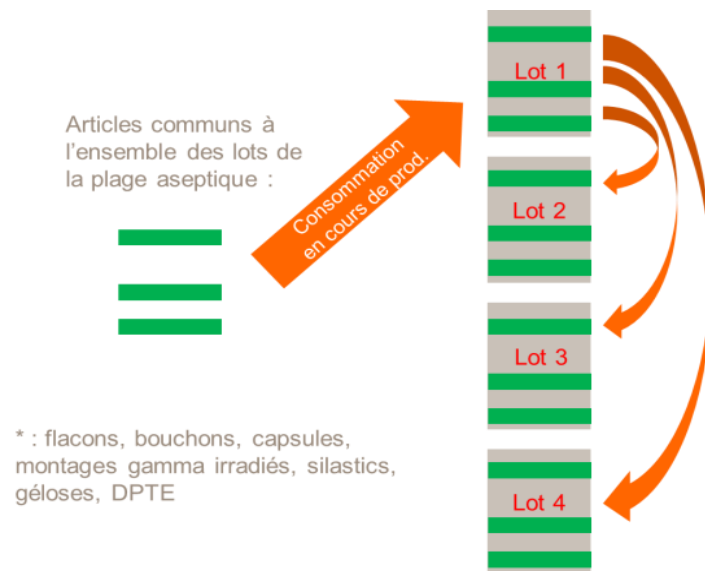 Articles communs à
l'ensemble des lots de
la plage aseptique :
Consommation
en cours de prod.
Lot 1
Lot 2
Lot 3
Lot 4
* : flacons, bouchons, capsules,
montages gamma irradiés, silastics,
géloses, DPTE